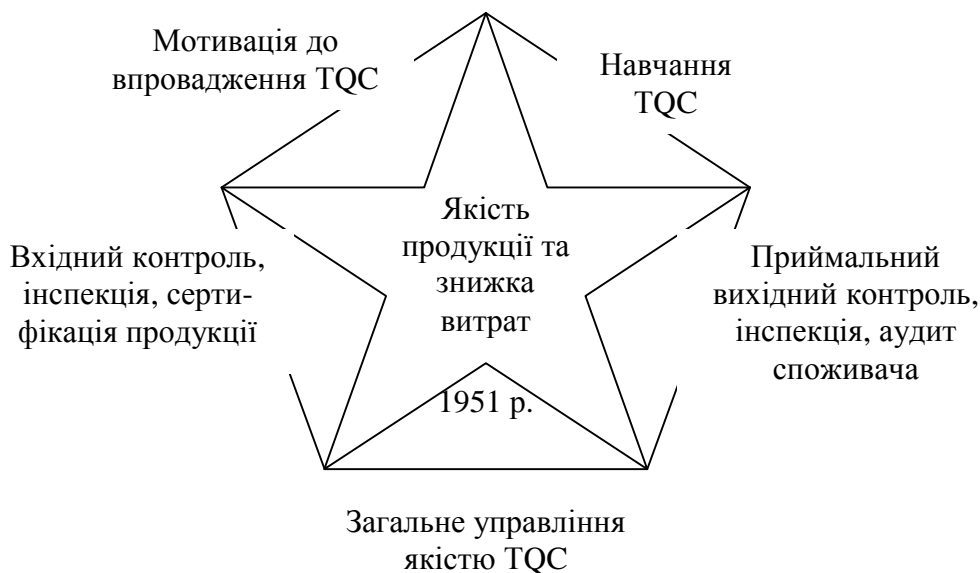 Мотивація до
впровадження TQC
Навчання
TQC
Якість
продукції та
знижка
витрат
Вхідний контроль,
інспекція, серти-
фікація продукції
Приймальний
вихідний контроль,
інспекція, аудит
споживача
1951 р.
Загальне управління
якістю TQC